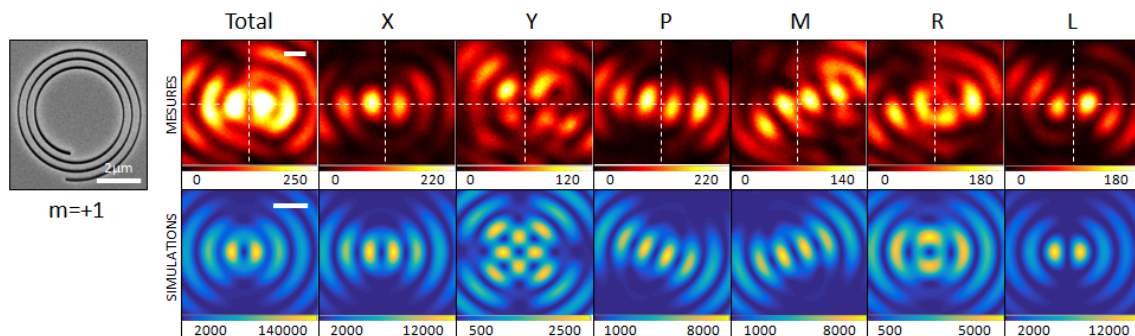 Total X Y P M R L
MESURES
2µm
0 250 0 220 0 120 0 220 0 140 0 180 0 180
m=+1
SIMULATIONS
2000 140000 2000 12000 500 2500 1000 8000 1000 8000 500 5000 2000 12000